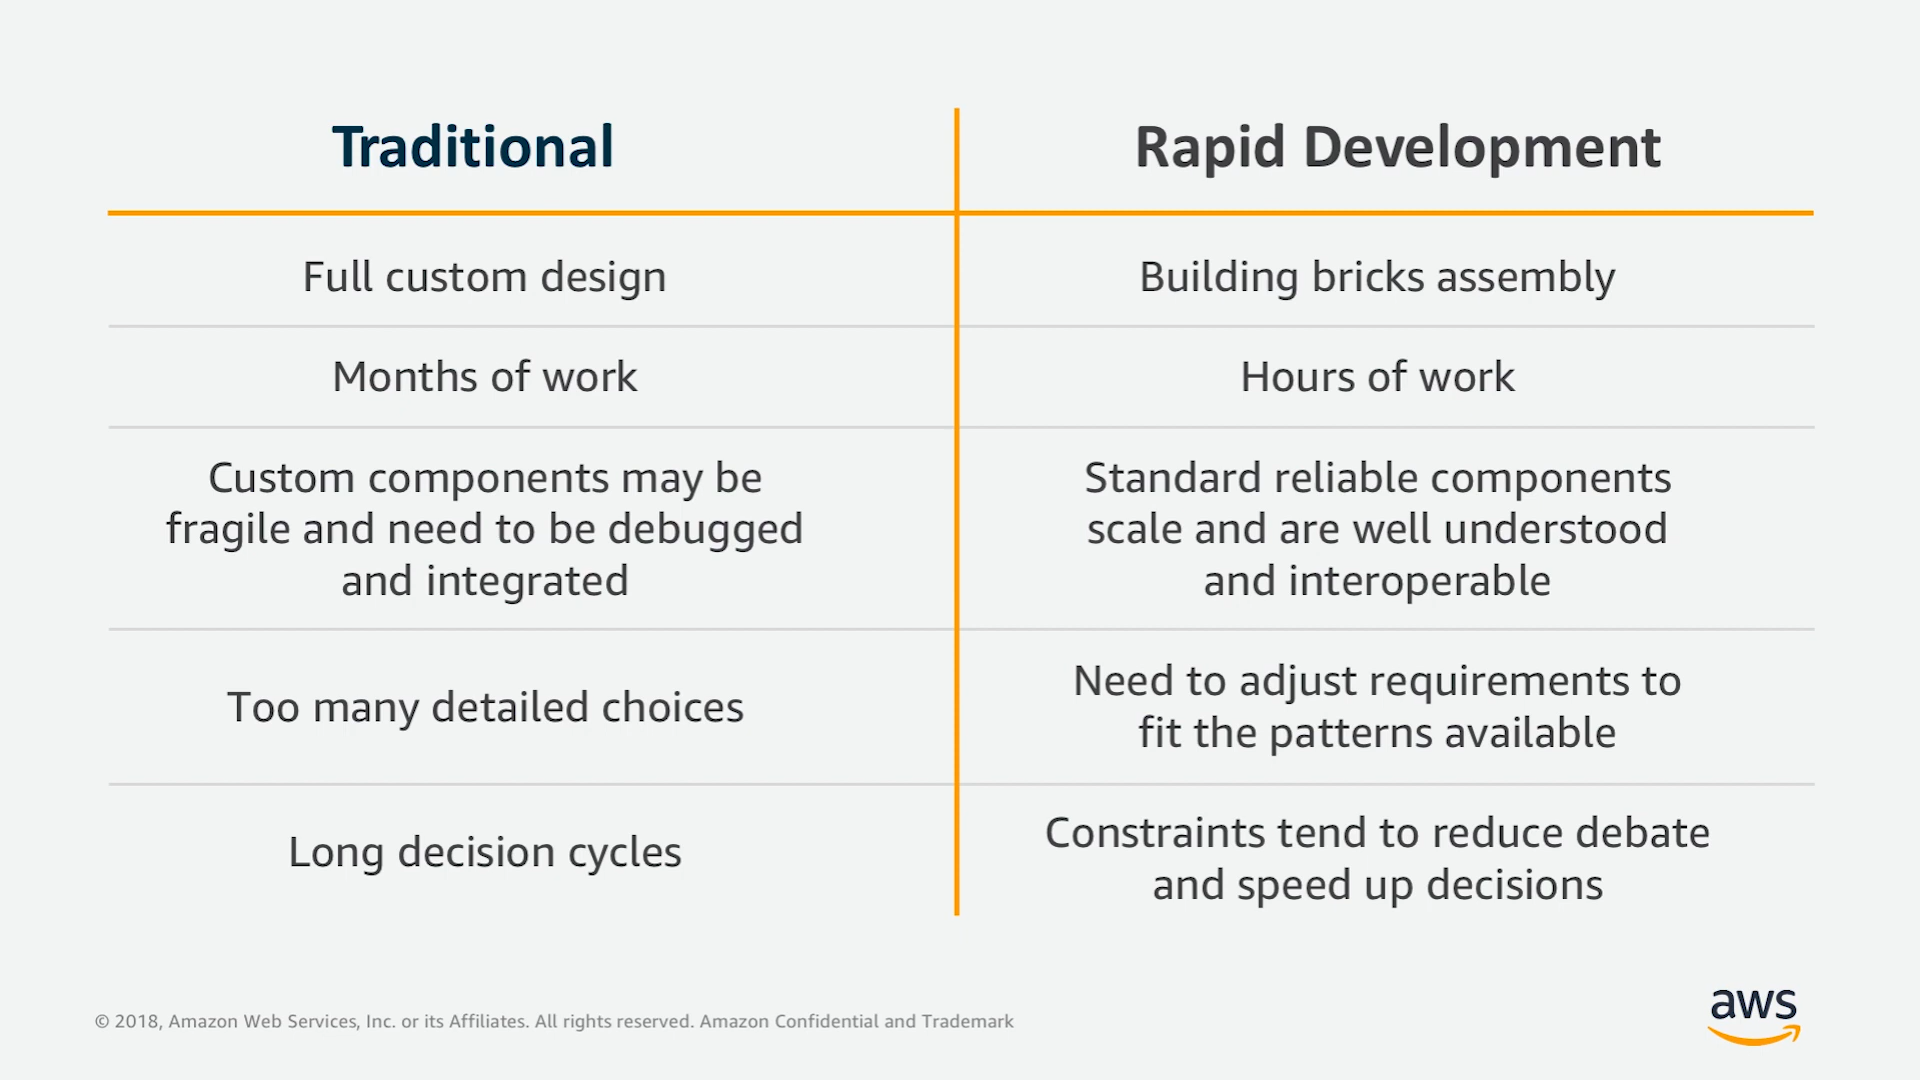 Traditional
Rapid Development
Full custom design
Building bricks assembly
Months of work
Hours of work
Custom components may be
fragile and need to be debugged
and integrated
Standard reliable components
scale and are well understood
and interoperable
Too many detailed choices
Need to adjust requirements to
fit the patterns available
Long decision cycles
Constraints tend to reduce debate
and speed up decisions
© 2018, Amazon Web Services, Inc. or its Affiliates. All rights reserved. Amazon Confidential and Trademark
aws